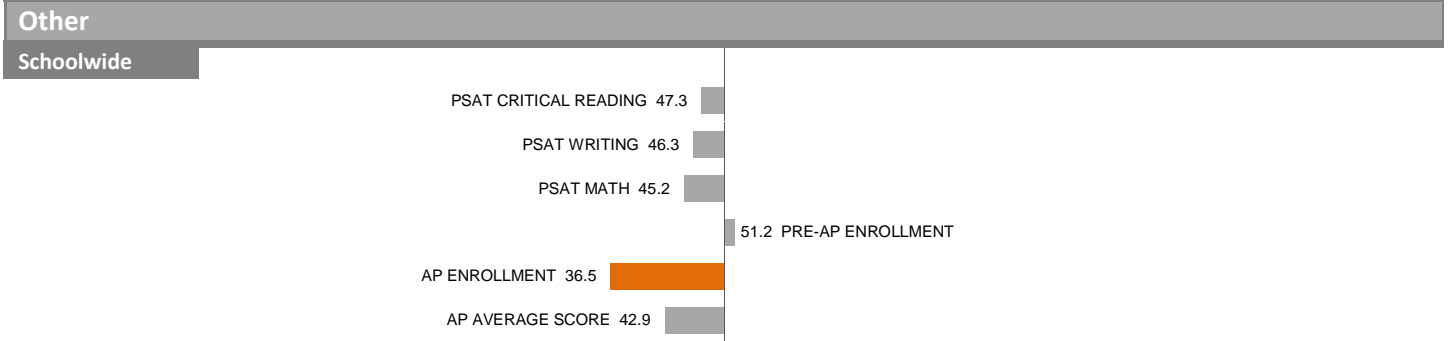 Other
Schoolwide
PSAT CRITICAL READING 47.3
PSAT WRITING 46.3
PSAT MATH 45.2
51.2 PRE-AP ENROLLMENT
AP ENROLLMENT 36.5
AP AVERAGE SCORE 42.9